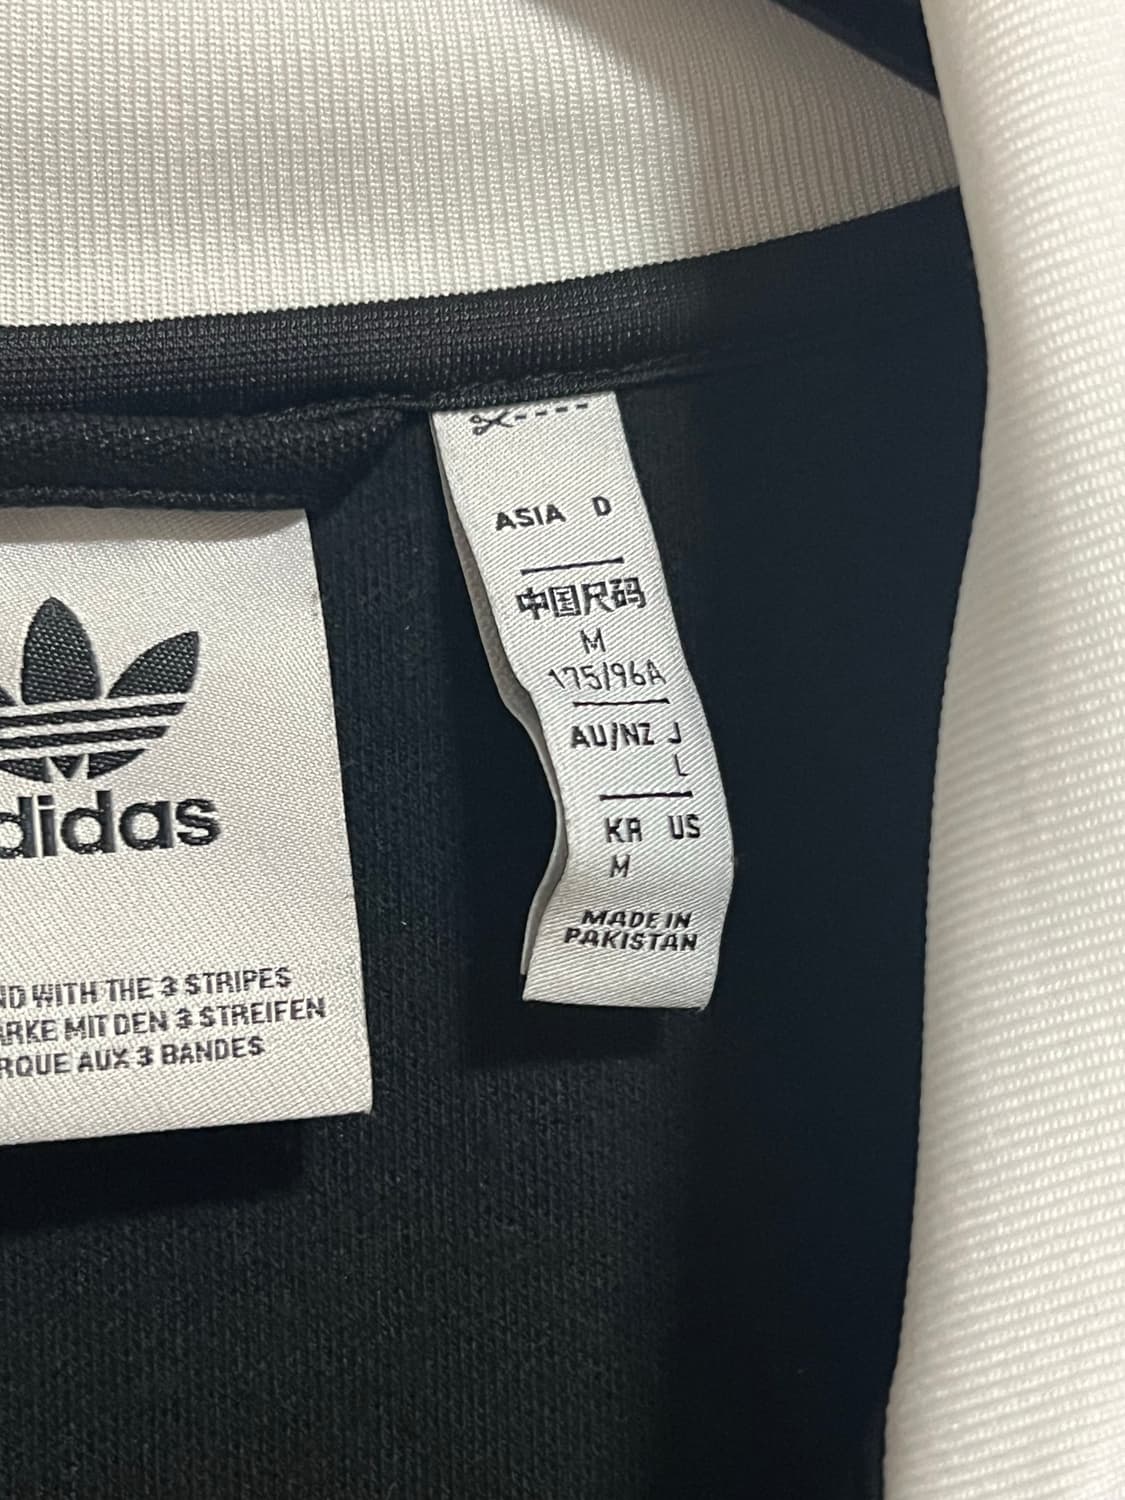 ASIA D
中国尺码
M
175/96A
AU/NZ J
L
KR US
M
MADE IN
PAKISTAN
adidas
ND WITH THE 3 STRIPES
ARKE MIT DEN 3 STREIFEN
RQUE AUX 3 BANDES